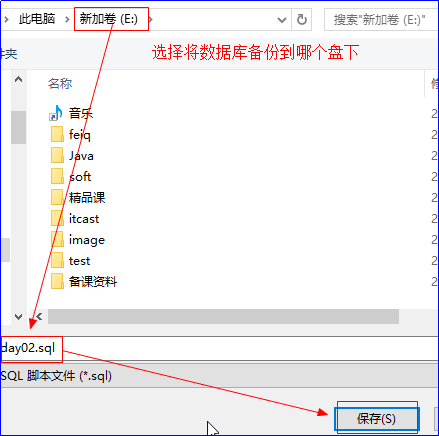 此电脑 > 新加卷 (E:) >
搜索"新加卷 (E:)"
件夹
选择将数据库备份到哪个盘下
名称
音乐
feiq
Java
soft
精品课
itcast
image
test
备课资料
day02.sql
SQL 脚本文件 (*.sql)
保存(S)